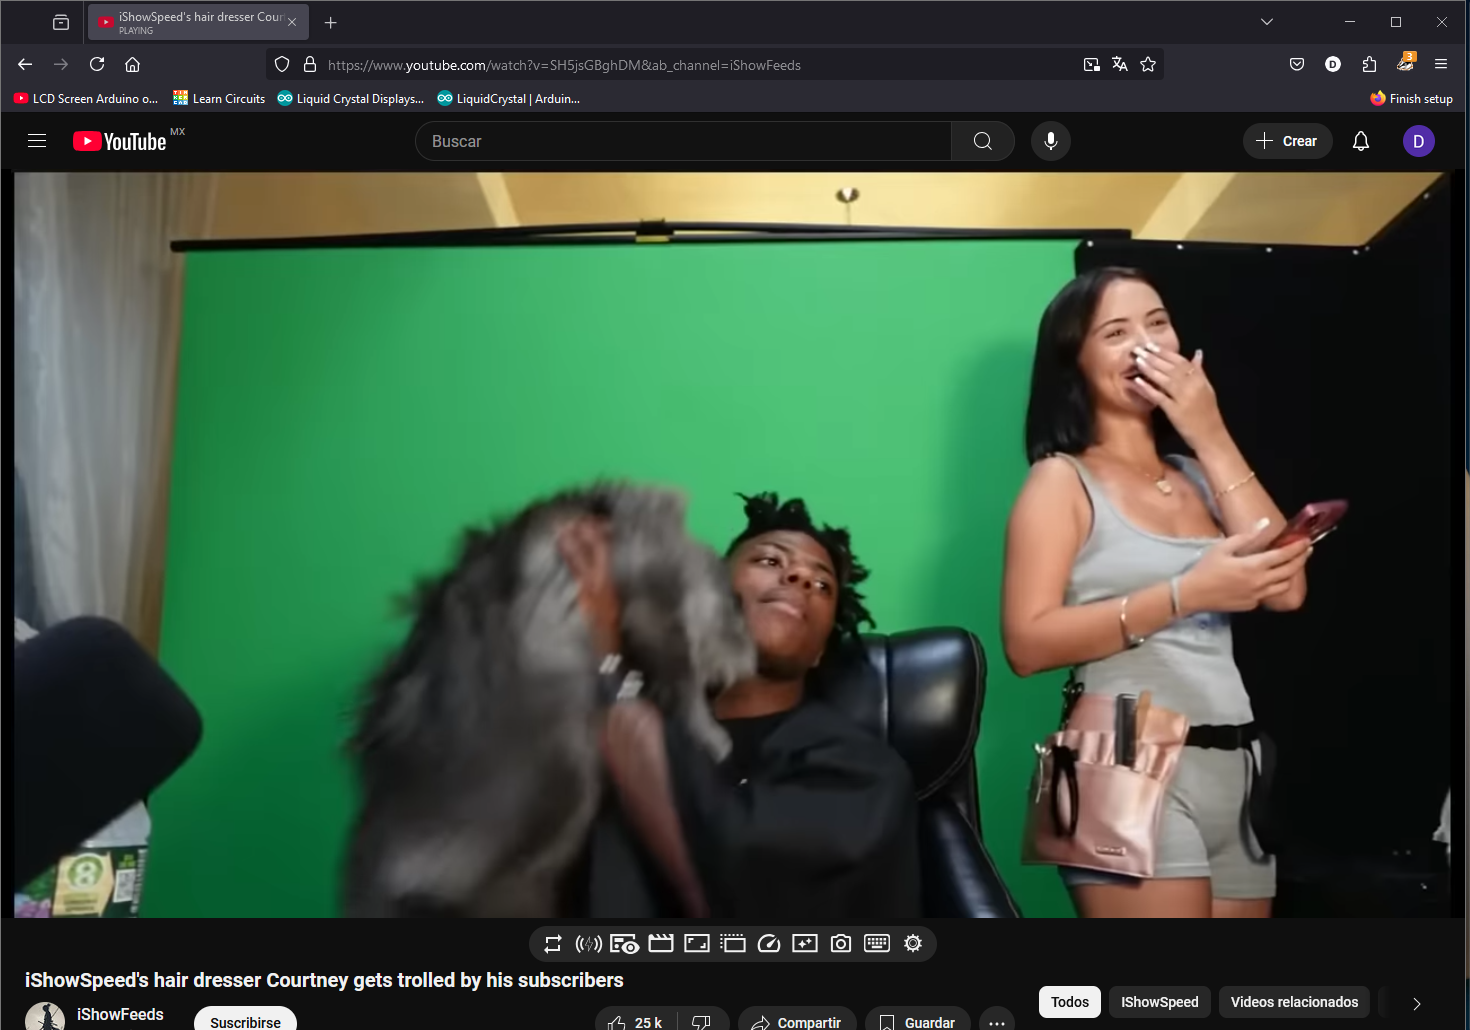 iShowSpeed's hair dresser Cour
PLAYING
https://www.youtube.com/watch?v=SH5jsGBghDM&ab_channel=iShowFeeds
D
3
LCD Screen Arduino o...
Learn Circuits
Liquid Crystal Displays...
LiquidCrystal | Arduin...
Finish setup
YouTube MX
Buscar
Crear
D
8
iShowSpeed's hair dresser Courtney gets trolled by his subscribers
iShowFeeds
Suscribirse
25 k
Compartir
Guardar
Todos
IShowSpeed
Videos relacionados